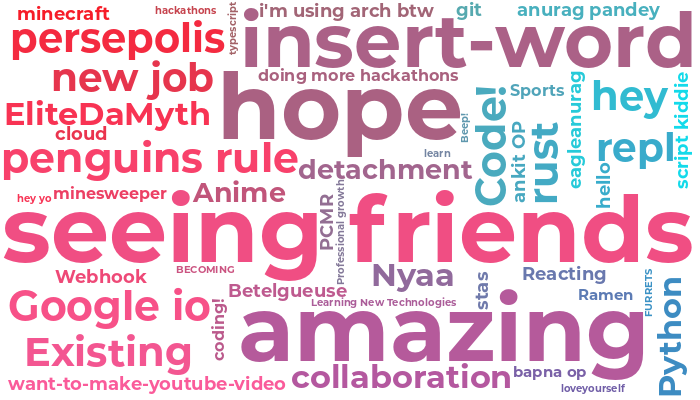 minecraft
hackathons
typescript
i'm using arch btw
git
anurag pandey
persepolis
insert-word
new job
doing more hackathons
hope
Code!
Sports
eagleanurag
hey
script kiddie
EliteDaMyth
cloud
Beep!
ankit OP
rust
repl
penguins rule
learn
detachment
hello
hey yo
minesweeper
Anime
PCMR
Professional growth
seeing friends
Webhook
BECOMING
Nyaa
stas
Reacting
FURRETS
Python
Google io
coding!
Betelgueuse
Learning New Technologies
Ramen
amazing
Existing
want-to-make-youtube-video
collaboration
bapna op
loveyourself